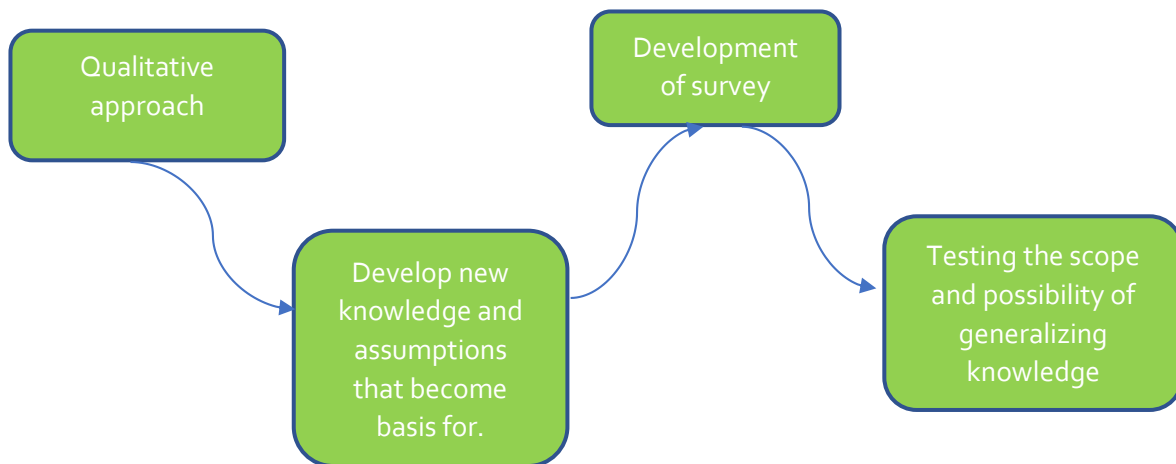 Qualitative
approach
Develop new
knowledge and
assumptions
that become
basis for.
Development
of survey
Testing the scope
and possibility of
generalizing
knowledge